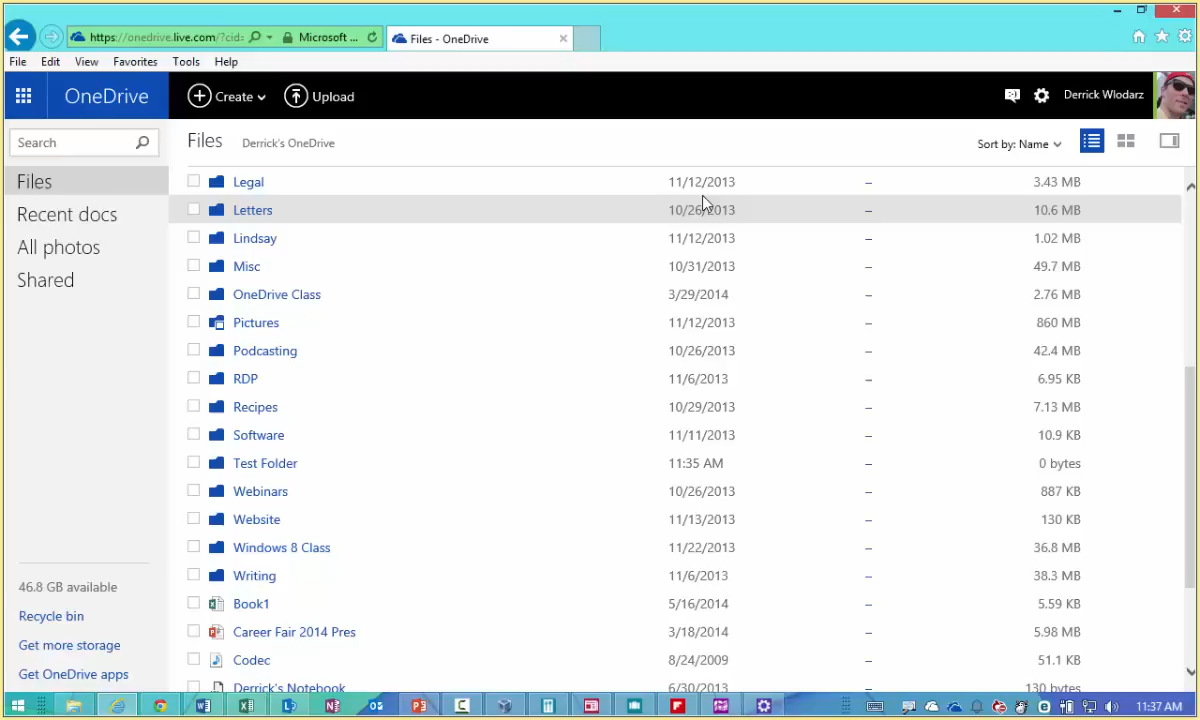 https://onedrive.live.com/?cid= Microsoft ... Files - OneDrive
File Edit View Favorites Tools Help
OneDrive Create Upload Derrick Wlodarz
Search Files Derrick's OneDrive Sort by: Name
Files
Recent docs
All photos
Shared
46.8 GB available
Recycle bin
Get more storage
Get OneDrive apps
Legal 11/12/2013 – 3.43 MB
Letters 10/26/2013 – 10.6 MB
Lindsay 11/12/2013 – 1.02 MB
Misc 10/31/2013 – 49.7 MB
OneDrive Class 3/29/2014 – 2.76 MB
Pictures 11/12/2013 – 860 MB
Podcasting 10/26/2013 – 42.4 MB
RDP 11/6/2013 – 6.95 KB
Recipes 10/29/2013 – 7.13 MB
Software 11/11/2013 – 10.9 KB
Test Folder 11:35 AM – 0 bytes
Webinars 10/26/2013 – 887 KB
Website 11/13/2013 – 130 KB
Windows 8 Class 11/22/2013 – 36.8 MB
Writing 11/6/2013 – 38.3 MB
Book1 5/16/2014 – 5.59 KB
Career Fair 2014 Pres 3/18/2014 – 5.98 MB
Codec 8/24/2009 – 51.1 KB
Derrick's Notebook 6/30/2013 – 130 bytes
11:37 AM